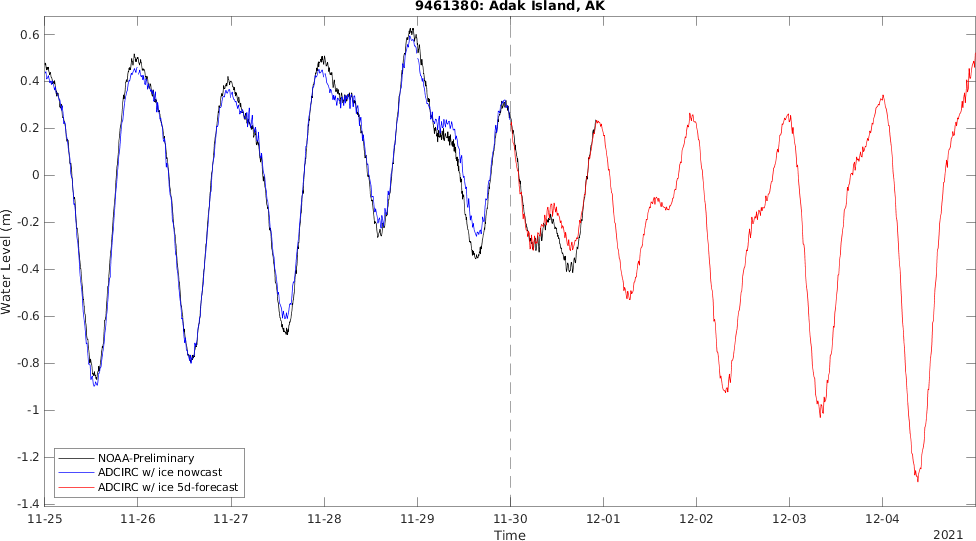 9461380: Adak Island, AK
0.6
0.4
0.2
0
-0.2
-0.4
-0.6
-0.8
-1
-1.2
-1.4
Water Level (m)
NOAA-Preliminary
ADCIRC w/ ice nowcast
ADCIRC w/ ice 5d-forecast
11-25 11-26 11-27 11-28 11-29 11-30 12-01 12-02 12-03 12-04
Time
2021